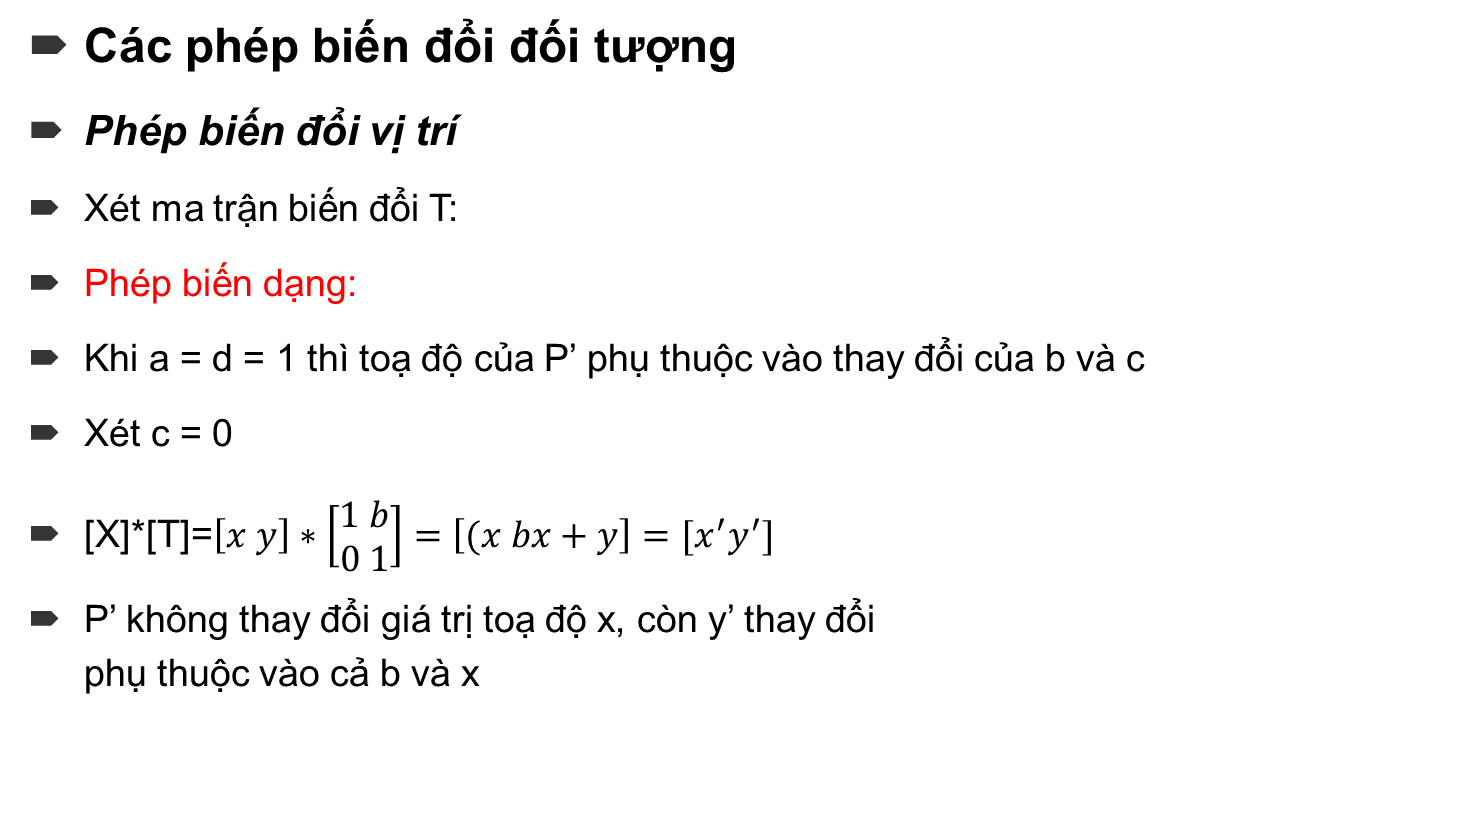 Các phép biến đổi đối tượng
Phép biến đổi vị trí
Xét ma trận biến đổi T:
Phép biến dạng:
Khi a = d = 1 thì toạ độ của P’ phụ thuộc vào thay đổi của b và c
Xét c = 0
[X]*[T]=[x y] ∗ [1 b
0 1] = [(x bx + y] = [x′y′]
P’ không thay đổi giá trị toạ độ x, còn y’ thay đổi
phụ thuộc vào cả b và x